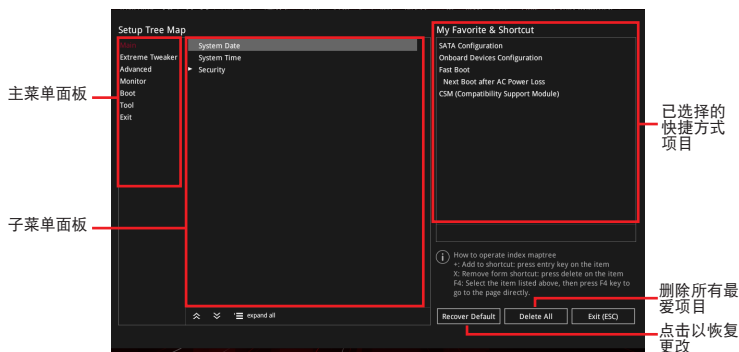 Setup Tree Map
Main
Extreme Tweaker
Advanced
Monitor
Boot
Tool
Exit
System Date
System Time
Security
expand all
My Favorite & Shortcut
SATA Configuration
Onboard Devices Configuration
Fast Boot
Next Boot after AC Power Loss
CSM (Compatibility Support Module)
How to operate index maptree
+: Add to shortcut: press entry key on the item
X: Remove form shortcut: press delete on the item
F4: Select the item listed above, then press F4 key to
go to the page directly.
Recover Default
Delete All
Exit (ESC)
主菜单面板
子菜单面板
已选择的
快捷方式
项目
删除所有最
爱项目
点击以恢复
更改